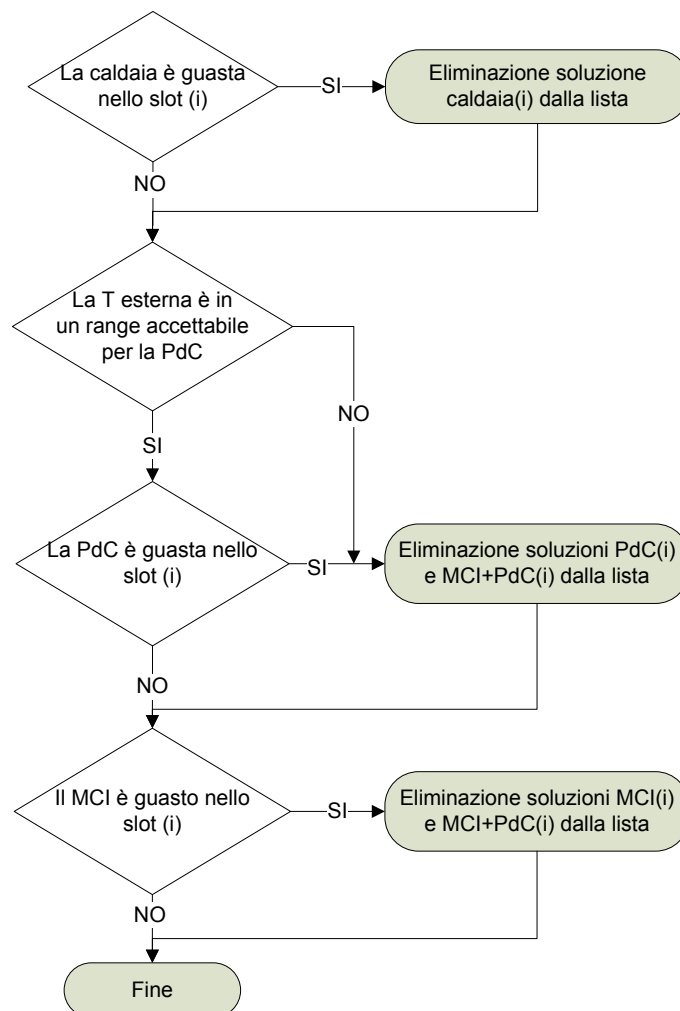 La caldaia è guasta
nello slot (i)
SI
Eliminazione soluzione
caldaia(i) dalla lista
NO
La T esterna è in
un range accettabile
per la PdC
NO
SI
La PdC è guasta nello
slot (i)
SI
Eliminazione soluzioni PdC(i)
e MCI+PdC(i) dalla lista
NO
Il MCI è guasto nello
slot (i)
SI
Eliminazione soluzioni MCI(i)
e MCI+PdC(i) dalla lista
NO
Fine